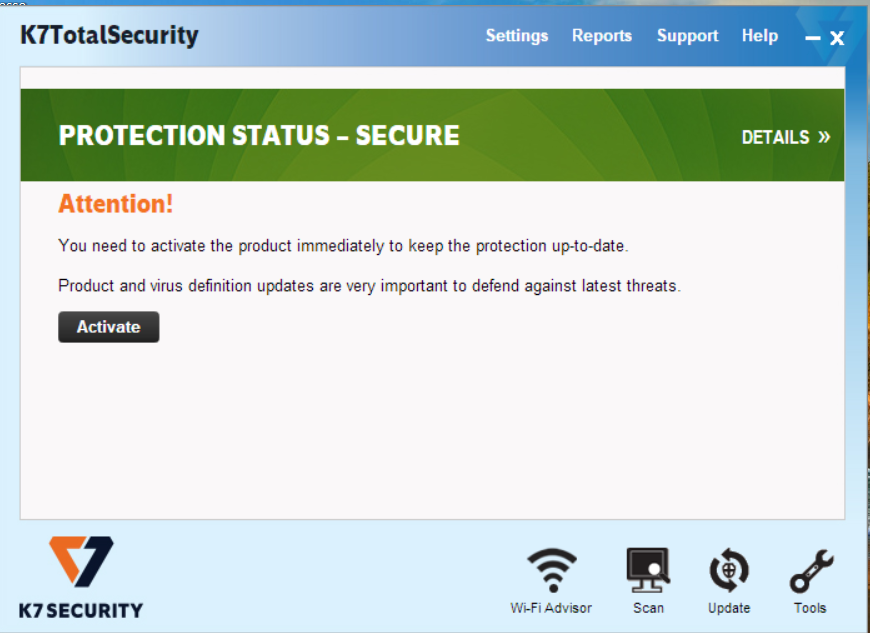 K7TotalSecurity
Settings Reports Support Help
PROTECTION STATUS – SECURE
DETAILS »
Attention!
You need to activate the product immediately to keep the protection up-to-date.
Product and virus definition updates are very important to defend against latest threats.
Activate
K7 SECURITY
Wi-Fi Advisor Scan Update Tools